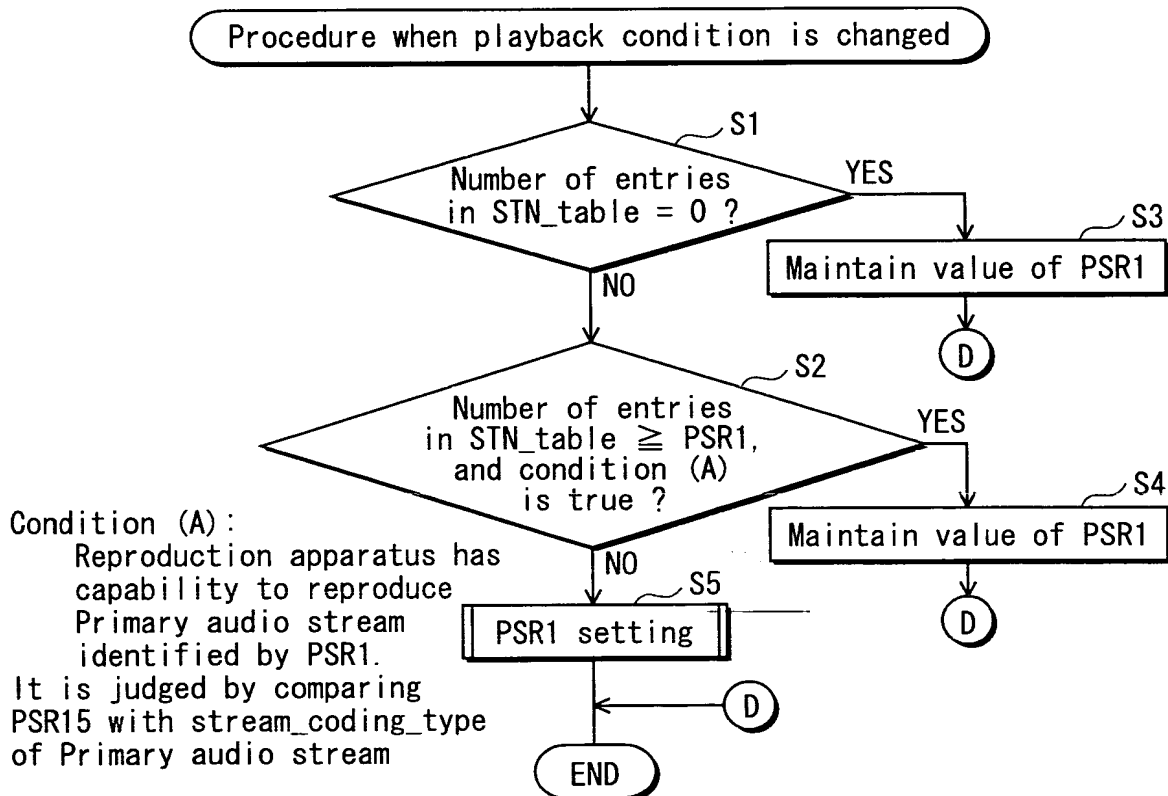 Procedure when playback condition is changed
S1
Number of entries
in STN_table = 0 ?
YES
NO
S3
Maintain value of PSR1
D
S2
Number of entries
in STN_table ≧ PSR1,
and condition (A)
is true ?
YES
NO
S4
Maintain value of PSR1
D
Condition (A):
Reproduction apparatus has
capability to reproduce
Primary audio stream
identified by PSR1.
It is judged by comparing
PSR15 with stream_coding_type
of Primary audio stream
S5
PSR1 setting
D
END